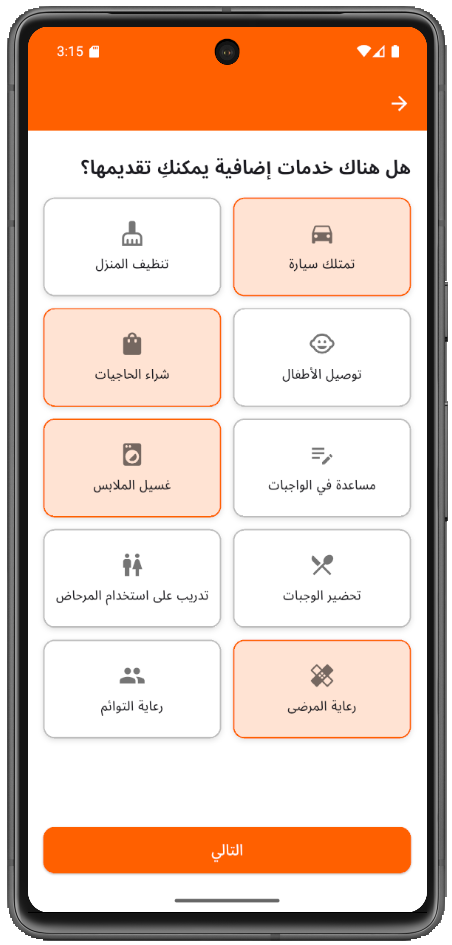 3:15
هل هناك خدمات إضافية يمكنكِ تقديمها؟
تمتلك سيارة
تنظيف المنزل
توصيل الأطفال
شراء الحاجيات
مساعدة في الواجبات
غسيل الملابس
تحضير الوجبات
تدريب على استخدام المرحاض
رعاية المرضى
رعاية التوائم
التالي